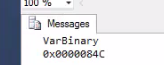 100 %
Messages
VarBinary
0x0000084C